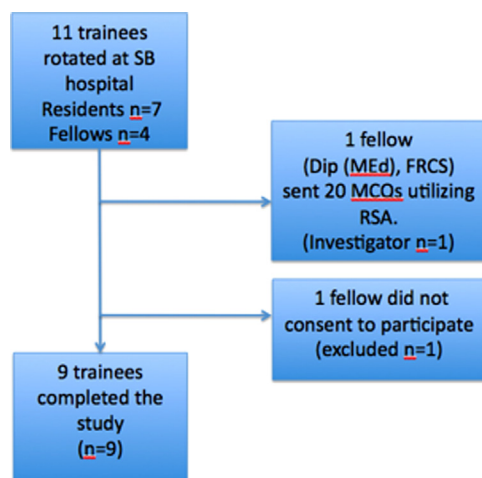 11 trainees
rotated at SB
hospital
Residents n=7
Fellows n=4
1 fellow
(Dip (MEd), FRCS)
sent 20 MCQs utilizing
RSA.
(Investigator n=1)
1 fellow did not
consent to participate
(excluded n=1)
9 trainees
completed the
study
(n=9)